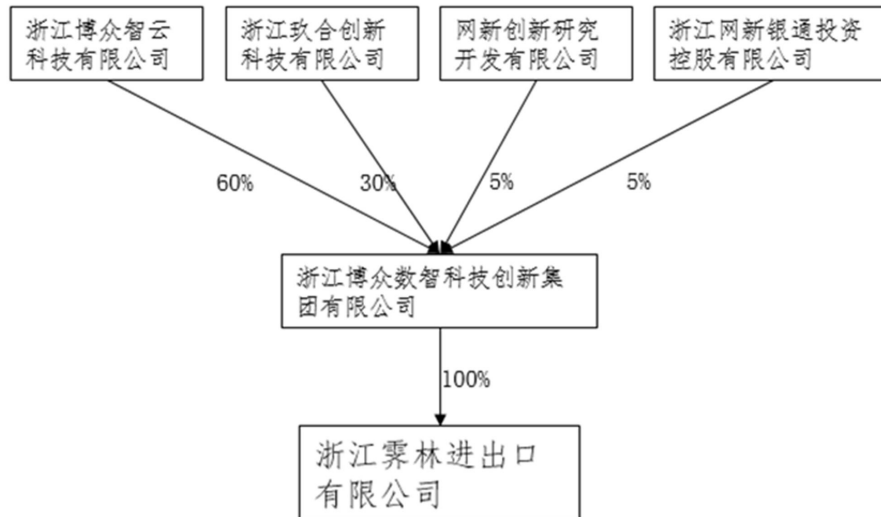 浙江博众智云
科技有限公司
浙江玖合创新
科技有限公司
网新创新研究
开发有限公司
浙江网新银通投资
控股有限公司
60%
30%
5%
5%
浙江博众数智科技创新集
团有限公司
100%
浙江霁林进出口
有限公司